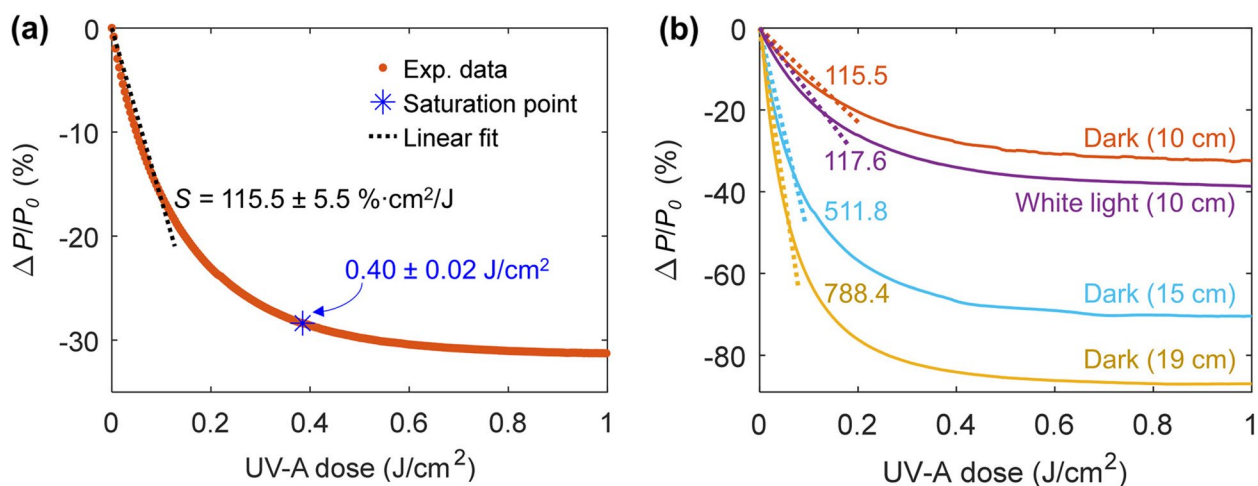 (a)
0
-10
-20
-30
ΔP/P₀ (%)
Exp. data
Saturation point
Linear fit
S = 115.5 ± 5.5 %·cm²/J
0.40 ± 0.02 J/cm²
0 0.2 0.4 0.6 0.8 1
UV-A dose (J/cm²)
(b)
0
-20
-40
-60
-80
ΔP/P₀ (%)
115.5
Dark (10 cm)
117.6
White light (10 cm)
511.8
Dark (15 cm)
788.4
Dark (19 cm)
0 0.2 0.4 0.6 0.8 1
UV-A dose (J/cm²)